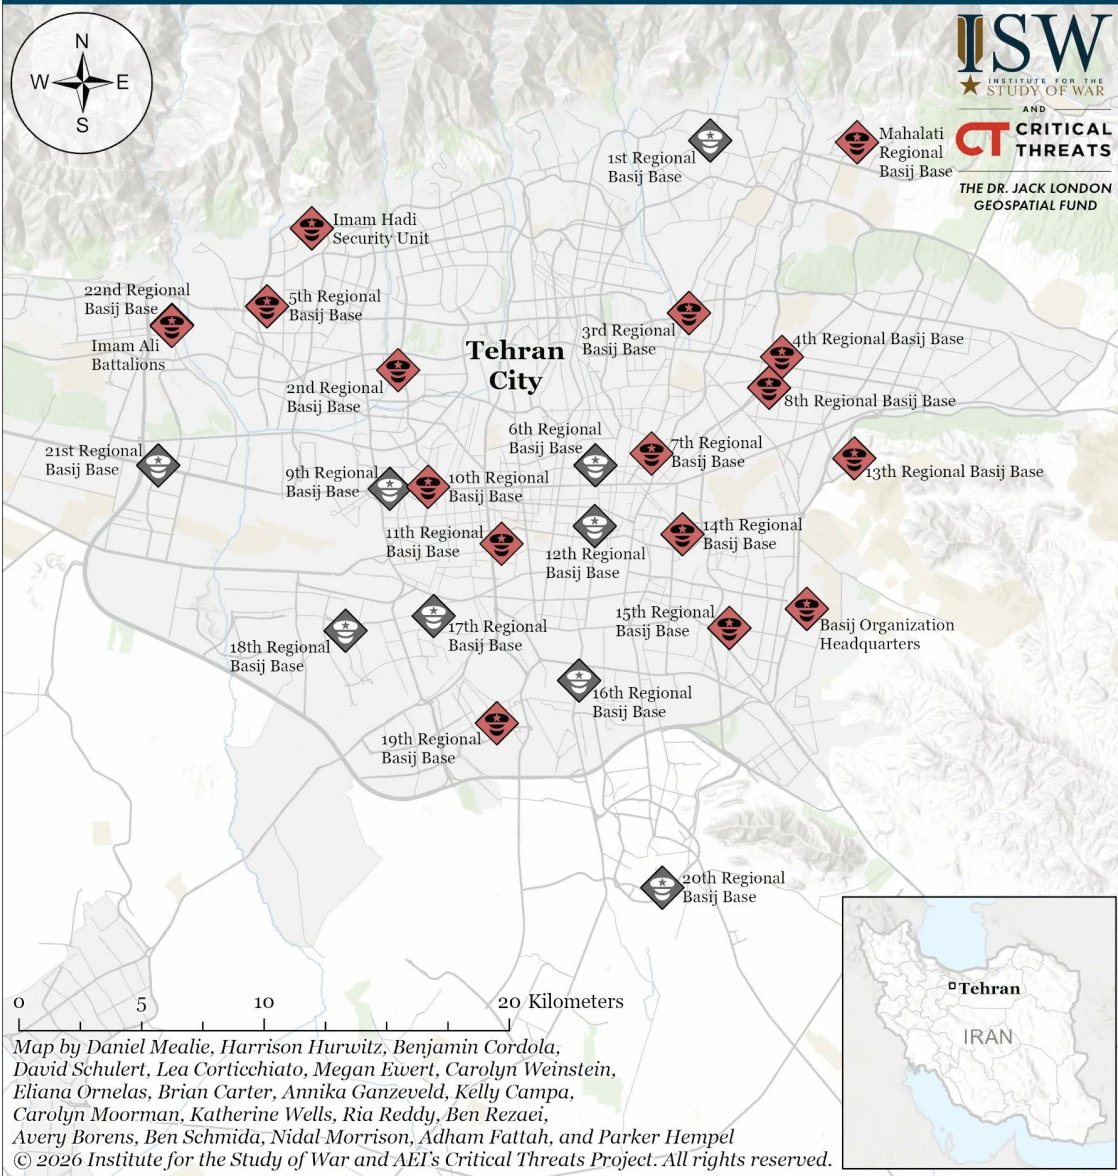 N
W
E
S
ISW
INSTITUTE FOR THE
STUDY OF WAR
AND
CT CRITICAL
THREATS
THE DR. JACK LONDON
GEOSPATIAL FUND
1st Regional
Basij Base
Mahalati
Regional
Basij Base
Imam Hadi
Security Unit
22nd Regional
Basij Base
Imam Ali
Battalions
5th Regional
Basij Base
3rd Regional
Basij Base
Tehran
City
4th Regional Basij Base
2nd Regional
Basij Base
8th Regional Basij Base
6th Regional
Basij Base
7th Regional
Basij Base
21st Regional
Basij Base
9th Regional
Basij Base
10th Regional
Basij Base
13th Regional Basij Base
11th Regional
Basij Base
12th Regional
Basij Base
14th Regional
Basij Base
15th Regional
Basij Base
Basij Organization
Headquarters
17th Regional
Basij Base
18th Regional
Basij Base
16th Regional
Basij Base
19th Regional
Basij Base
20th Regional
Basij Base
0 5 10 20 Kilometers
Tehran
IRAN
Map by Daniel Mealie, Harrison Hurwitz, Benjamin Cordola,
David Schulert, Lea Corticchiato, Megan Ewert, Carolyn Weinstein,
Eliana Ornelas, Brian Carter, Annika Ganzeveld, Kelly Campa,
Carolyn Moorman, Katherine Wells, Ria Reddy, Ben Rezaei,
Avery Borens, Ben Schmida, Nidal Morrison, Adham Fattah, and Parker Hempel
© 2026 Institute for the Study of War and AEI's Critical Threats Project. All rights reserved.